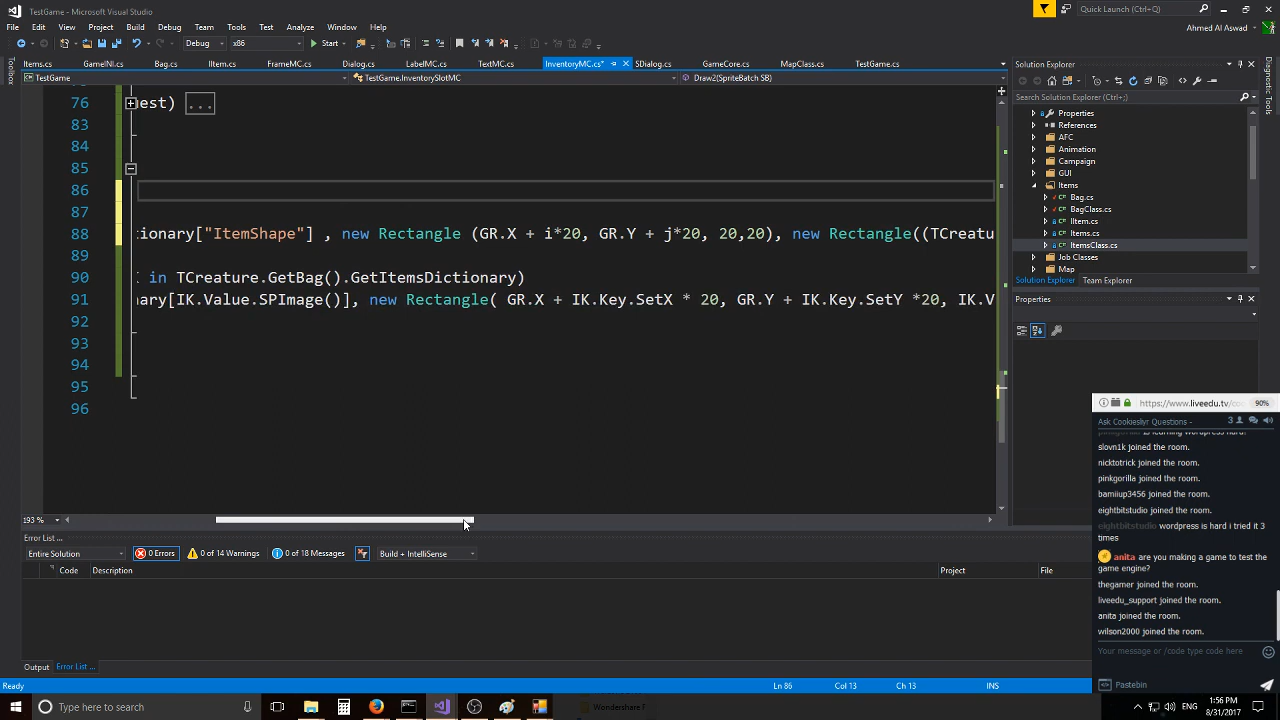 TestGame - Microsoft Visual Studio
Quick Launch (Ctrl+Q)
File Edit View Project Build Debug Team Tools Test Analyze Window Help
Ahmed Al Aswad
Debug x86 Start
Items.cs GameINI.cs Bag.cs IItem.cs FrameMC.cs Dialog.cs LabelMC.cs TextMC.cs InventoryMC.cs* SDialog.cs GameCore.cs MapClass.cs TestGame.cs
Solution Explorer
TestGame TestGame.InventorySlotMC Draw2(SpriteBatch SB)
Toolbox
Diagnostic Tools
Search Solution Explorer (Ctrl+;)
Properties
References
AFC
Animation
Campaign
GUI
Items
Bag.cs
BagClass.cs
IItem.cs
Items.cs
ItemsClass.cs
Job Classes
Map
Solution Explorer Team Explorer
Properties
76 est) ...
83
84
85
86
87
88 tionary["ItemShape"] , new Rectangle (GR.X + i*20, GR.Y + j*20, 20,20), new Rectangle((TCreatu
89
90 in TCreature.GetBag().GetItemsDictionary)
91 nary[IK.Value.SPImage()], new Rectangle( GR.X + IK.Key.SetX * 20, GR.Y + IK.Key.SetY *20, IK.V
92
93
94
95
96
193 %
Error List ...
Entire Solution 0 Errors 0 of 14 Warnings 0 of 18 Messages Build + IntelliSense
Code Description Project File
Output Error List ...
Ready Ln 86 Col 13 Ch 13 INS
https://www.liveedu.tv/co 90%
Ask Cookiesliyr Questions - 3
slovn1k joined the room.
nicktotrick joined the room.
pinkgorilla joined the room.
bamiiup3456 joined the room.
eightbitstudio joined the room.
eightbitstudio wordpress is hard i tried it 3
times
anita are you making a game to test the
game engine?
thegamer joined the room.
liveedu_support joined the room.
anita joined the room.
wilson2000 joined the room.
Your message or /code type code here
Pastebin
Type here to search
Wondershare F
ENG
1:56 PM
8/31/2017